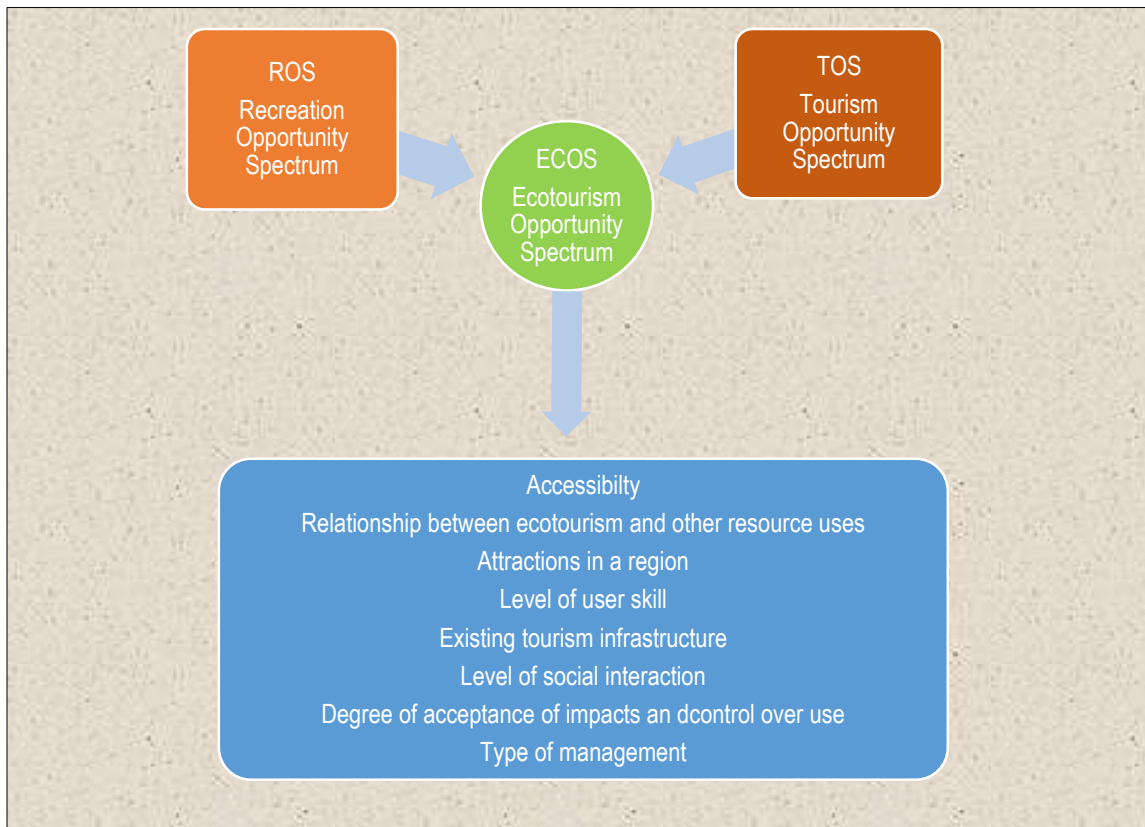 ROS
Recreation
Opportunity
Spectrum
TOS
Tourism
Opportunity
Spectrum
ECOS
Ecotourism
Opportunity
Spectrum
Accessibilty
Relationship between ecotourism and other resource uses
Attractions in a region
Level of user skill
Existing tourism infrastructure
Level of social interaction
Degree of acceptance of impacts an dcontrol over use
Type of management